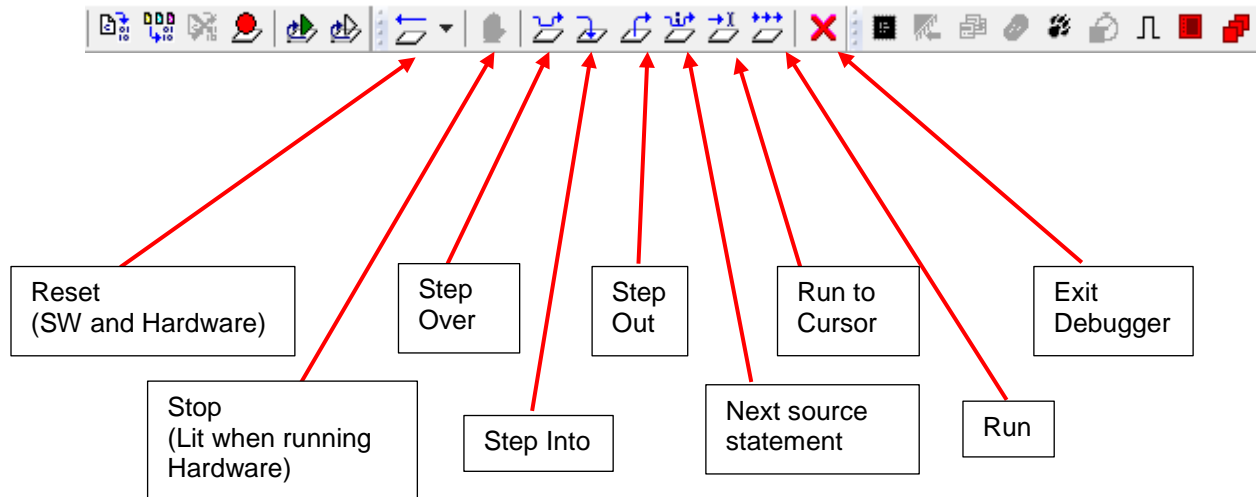 Reset
(SW and Hardware)
Step
Over
Step
Out
Run to
Cursor
Exit
Debugger
Stop
(Lit when running
Hardware)
Step Into
Next source
statement
Run